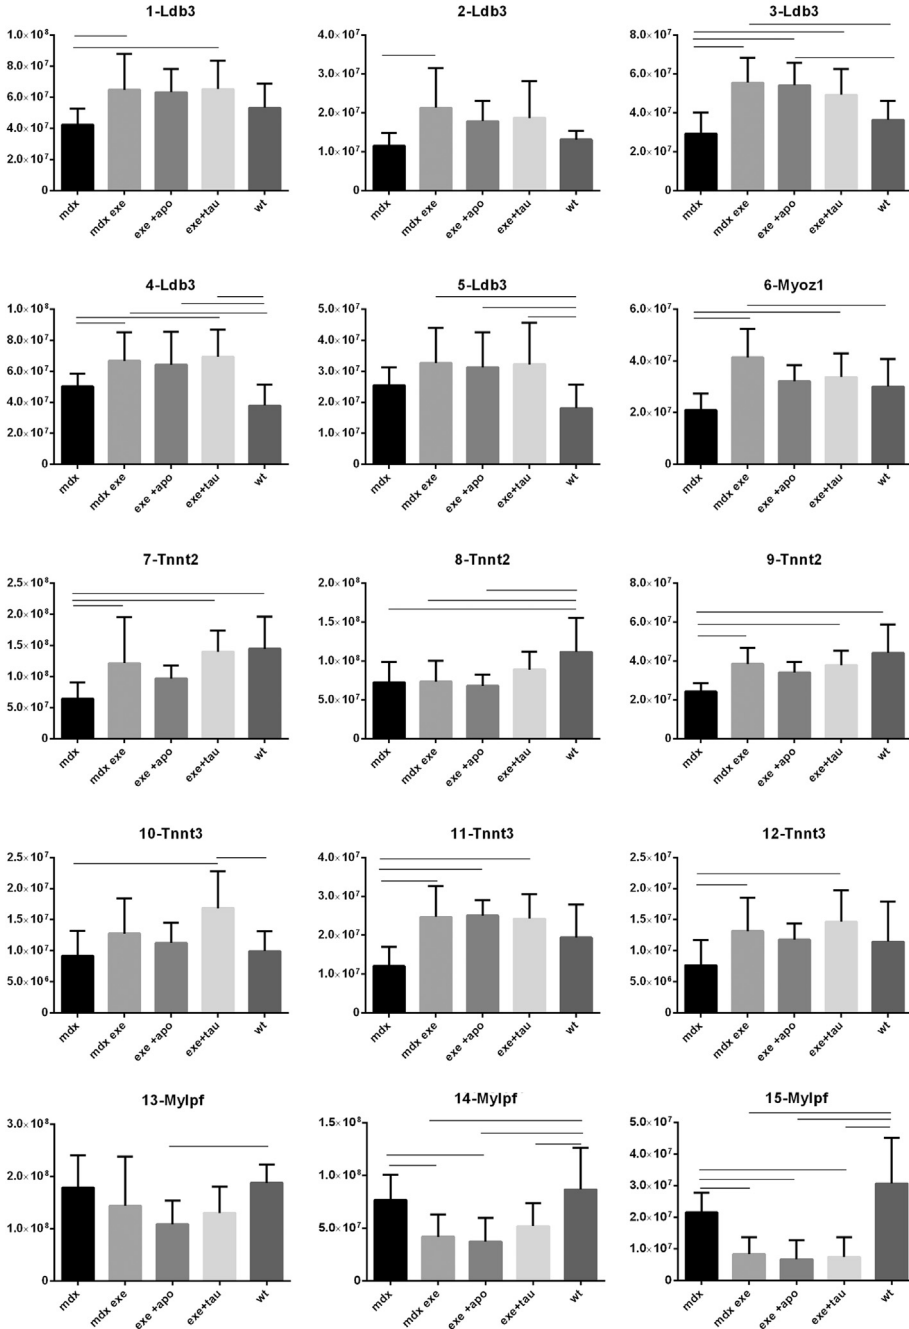 1-Ldb3
1.0×10⁸
8.0×10⁷
6.0×10⁷
4.0×10⁷
2.0×10⁷
0
mdx
mdx exe
exe +apo
exe+tau
wt
2-Ldb3
4.0×10⁷
3.0×10⁷
2.0×10⁷
1.0×10⁷
0
mdx
mdx exe
exe +apo
exe+tau
wt
3-Ldb3
8.0×10⁷
6.0×10⁷
4.0×10⁷
2.0×10⁷
0
mdx
mdx exe
exe +apo
exe+tau
wt
4-Ldb3
1.0×10⁸
8.0×10⁷
6.0×10⁷
4.0×10⁷
2.0×10⁷
0
mdx
mdx exe
exe +apo
exe+tau
wt
5-Ldb3
5.0×10⁷
4.0×10⁷
3.0×10⁷
2.0×10⁷
1.0×10⁷
0
mdx
mdx exe
exe +apo
exe+tau
wt
6-Myoz1
6.0×10⁷
4.0×10⁷
2.0×10⁷
0
mdx
mdx exe
exe +apo
exe+tau
wt
7-Tnnt2
2.5×10⁸
2.0×10⁸
1.5×10⁸
1.0×10⁸
5.0×10⁷
0
mdx
mdx exe
exe +apo
exe+tau
wt
8-Tnnt2
2.0×10⁸
1.5×10⁸
1.0×10⁸
5.0×10⁷
0
mdx
mdx exe
exe +apo
exe+tau
wt
9-Tnnt2
8.0×10⁷
6.0×10⁷
4.0×10⁷
2.0×10⁷
0
mdx
mdx exe
exe +apo
exe+tau
wt
10-Tnnt3
2.5×10⁷
2.0×10⁷
1.5×10⁷
1.0×10⁷
5.0×10⁶
0
mdx
mdx exe
exe +apo
exe+tau
wt
11-Tnnt3
4.0×10⁷
3.0×10⁷
2.0×10⁷
1.0×10⁷
0
mdx
mdx exe
exe +apo
exe+tau
wt
12-Tnnt3
2.5×10⁷
2.0×10⁷
1.5×10⁷
1.0×10⁷
5.0×10⁶
0
mdx
mdx exe
exe +apo
exe+tau
wt
13-Mylpf
3.0×10⁸
2.0×10⁸
1.0×10⁸
0
mdx
mdx exe
exe +apo
exe+tau
wt
14-Mylpf
1.5×10⁸
1.0×10⁸
5.0×10⁷
0
mdx
mdx exe
exe +apo
exe+tau
wt
15-Mylpf
5.0×10⁷
4.0×10⁷
3.0×10⁷
2.0×10⁷
1.0×10⁷
0
mdx
mdx exe
exe +apo
exe+tau
wt